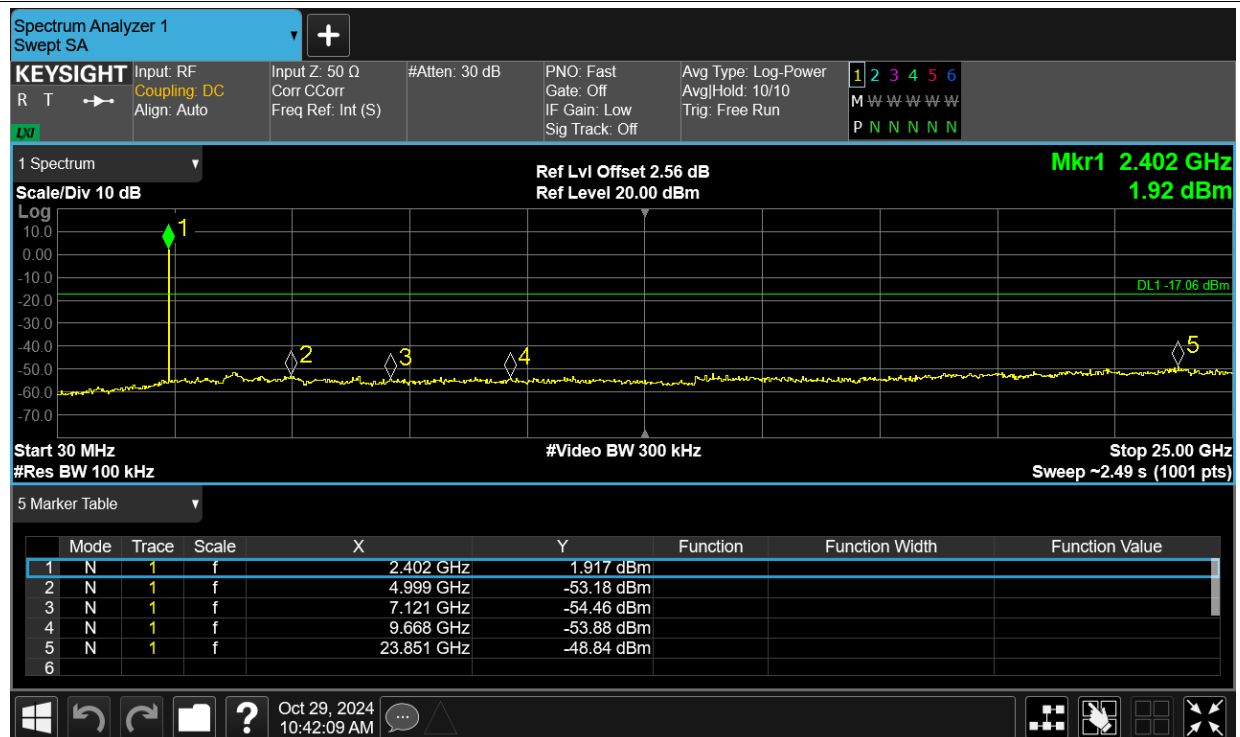 Spectrum Analyzer 1
Swept SA
KEYSIGHT Input: RF Input Z: 50 Ω #Atten: 30 dB PNO: Fast Avg Type: Log-Power 1 2 3 4 5 6
R T Coupling: DC Corr CCorr Gate: Off Avg|Hold: 10/10 M W W W W W W
Align: Auto Freq Ref: Int (S) IF Gain: Low Trig: Free Run
LXI Sig Track: Off P N N N N N
1 Spectrum
Ref Lvl Offset 2.56 dB Mkr1 2.402 GHz
Scale/Div 10 dB Ref Level 20.00 dBm 1.92 dBm
Log
10.0
0.00
-10.0
-20.0
-30.0
-40.0
-50.0
-60.0
-70.0
1
DL1 -17.06 dBm
2
3
4
5
Start 30 MHz #Video BW 300 kHz Stop 25.00 GHz
#Res BW 100 kHz Sweep ~2.49 s (1001 pts)
5 Marker Table
Mode Trace Scale X Y Function Function Width Function Value
1 N 1 f 2.402 GHz 1.917 dBm
2 N 1 f 4.999 GHz -53.18 dBm
3 N 1 f 7.121 GHz -54.46 dBm
4 N 1 f 9.668 GHz -53.88 dBm
5 N 1 f 23.851 GHz -48.84 dBm
6
? Oct 29, 2024
10:42:09 AM